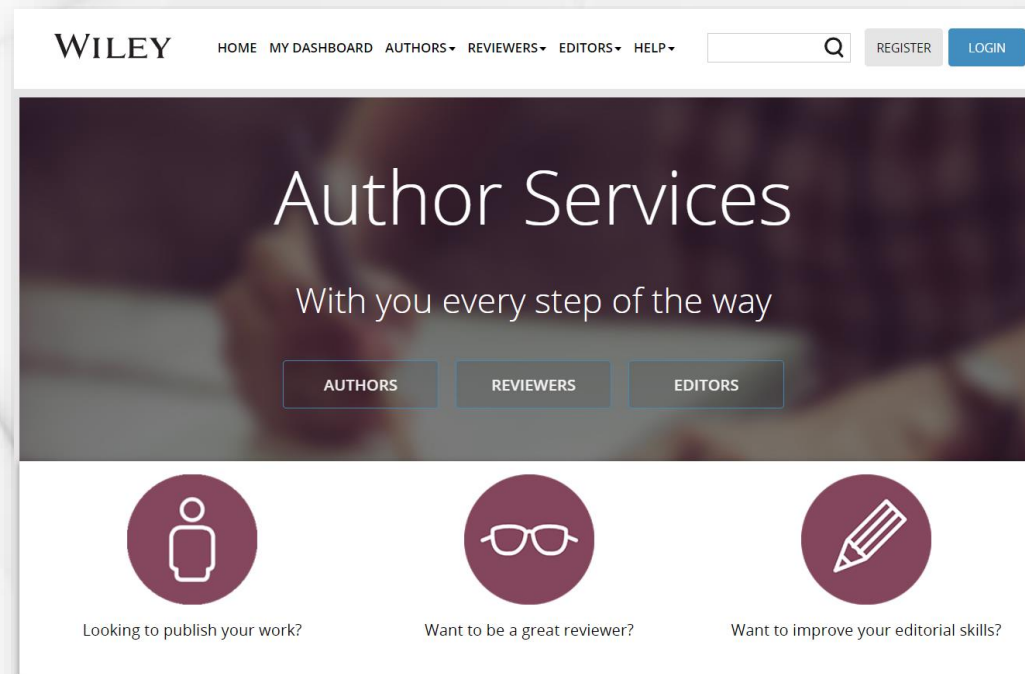 WILEY
HOME MY DASHBOARD AUTHORS REVIEWERS EDITORS HELP REGISTER LOGIN
Author Services
With you every step of the way
AUTHORS REVIEWERS EDITORS
Looking to publish your work? Want to be a great reviewer? Want to improve your editorial skills?